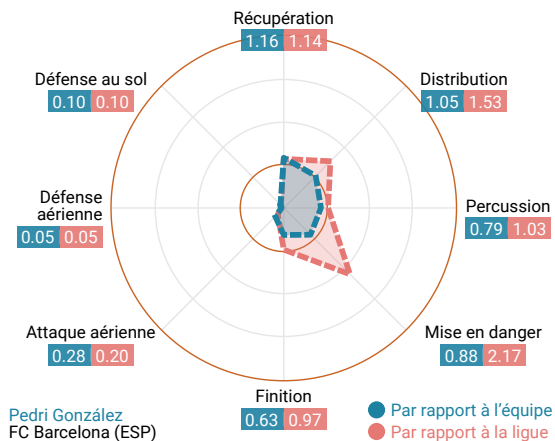 Récupération
1.16 1.14
Défense au sol
0.10 0.10
Distribution
1.05 1.53
Défense
aérienne
0.05 0.05
Percussion
0.79 1.03
Attaque aérienne
0.28 0.20
Mise en danger
0.88 2.17
Finition
0.63 0.97
Pedri González
FC Barcelona (ESP)
Par rapport à l'équipe
Par rapport à la ligue